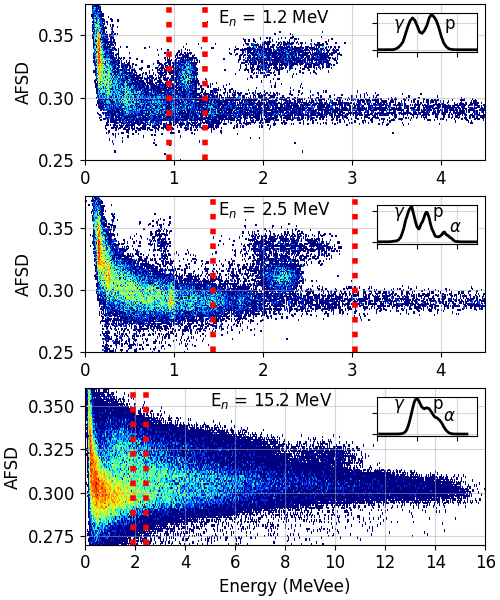 E_n = 1.2 MeV
γ p
0.35
0.30
0.25
AFSD
0 1 2 3 4
E_n = 2.5 MeV
γ p α
0.35
0.30
0.25
AFSD
0 1 2 3 4
E_n = 15.2 MeV
γ p α
0.350
0.325
0.300
0.275
AFSD
0 2 4 6 8 10 12 14 16
Energy (MeVee)